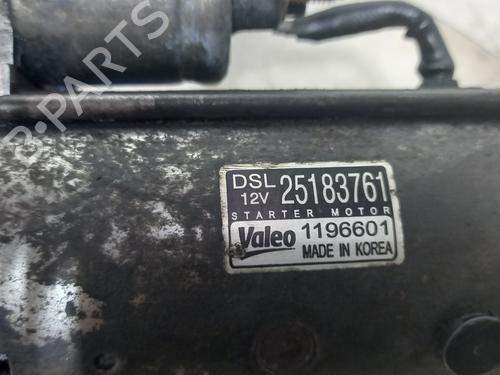 B-PARTS
DSL 12V 25183761
STARTER MOTOR
Valeo 1196601
MADE IN KOREA